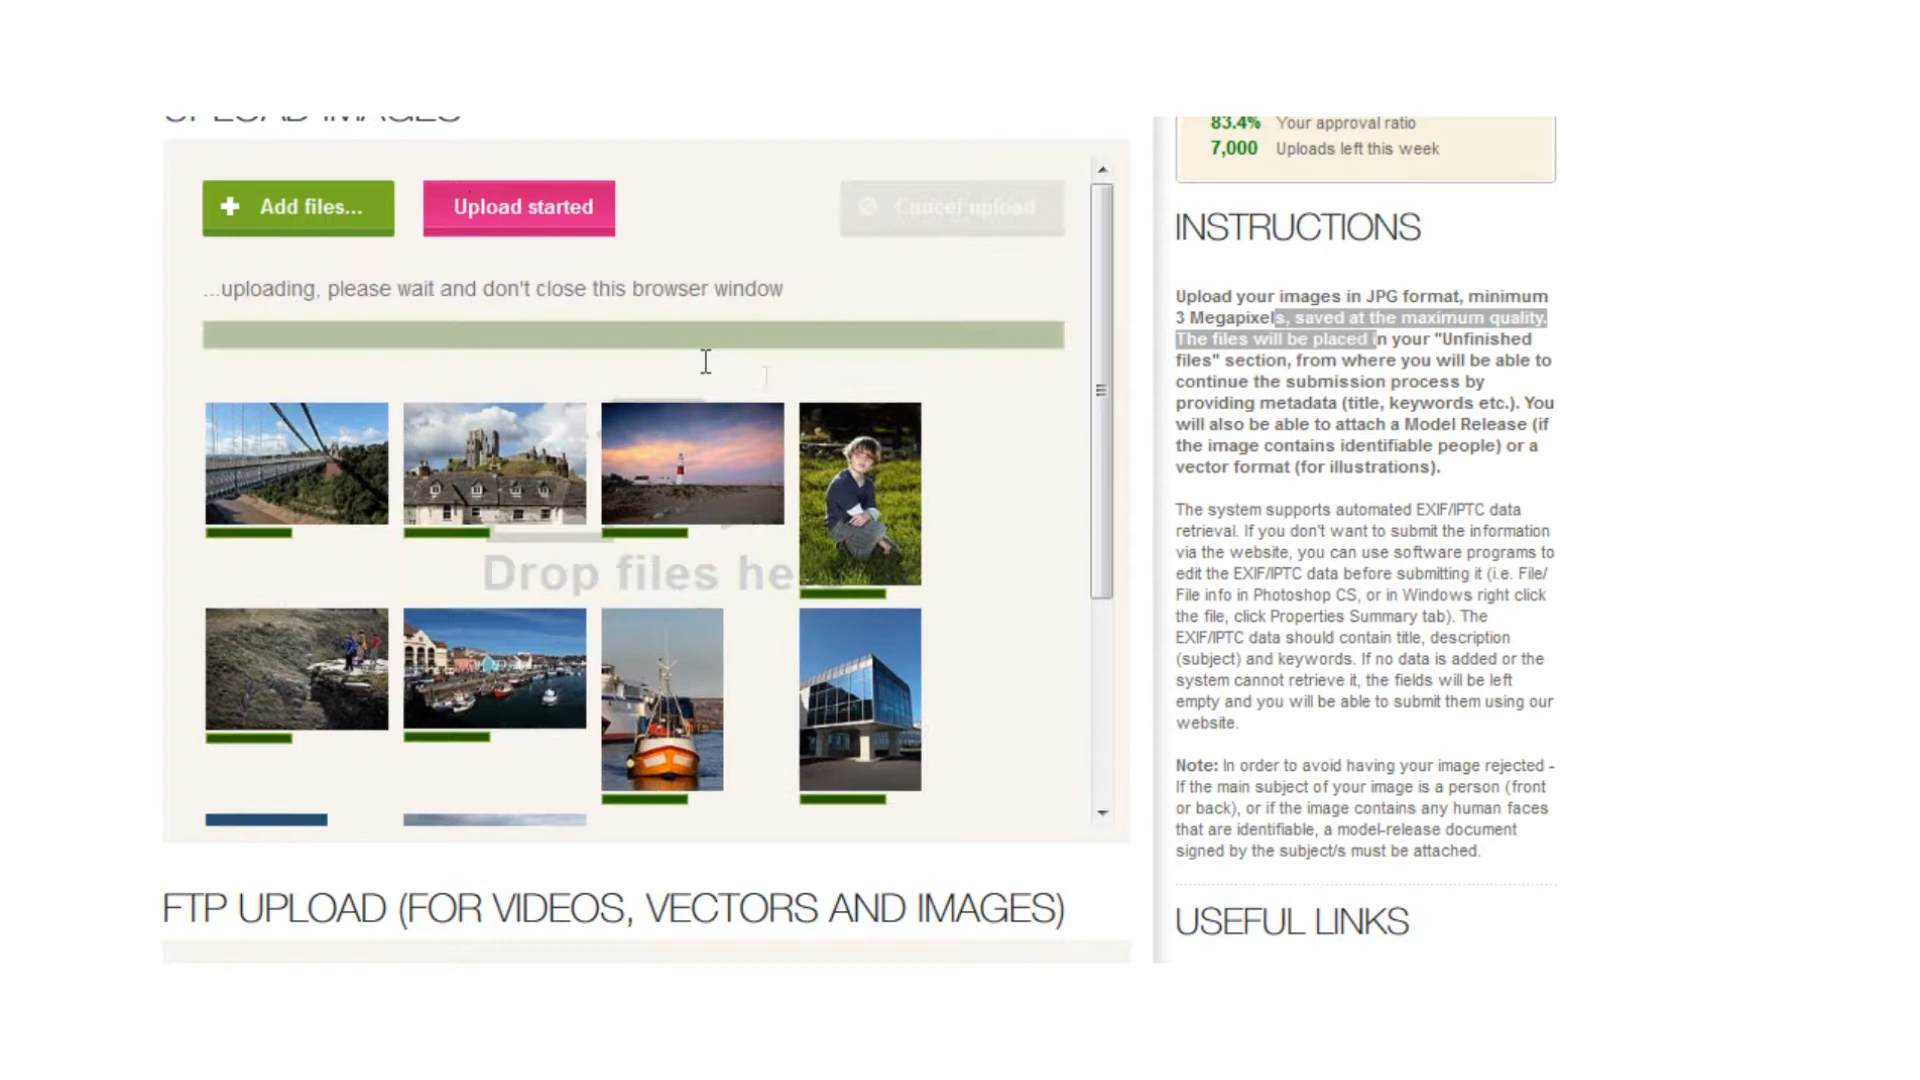 UPLOAD IMAGES
Add files...
Upload started
Cancel upload
...uploading, please wait and don't close this browser window
Drop files he
FTP UPLOAD (FOR VIDEOS, VECTORS AND IMAGES)
83.4% Your approval ratio
7,000 Uploads left this week
INSTRUCTIONS
Upload your images in JPG format, minimum
3 Megapixels, saved at the maximum quality.
The files will be placed in your "Unfinished
files" section, from where you will be able to
continue the submission process by
providing metadata (title, keywords etc.). You
will also be able to attach a Model Release (if
the image contains identifiable people) or a
vector format (for illustrations).
The system supports automated EXIF/IPTC data
retrieval. If you don't want to submit the information
via the website, you can use software programs to
edit the EXIF/IPTC data before submitting it (i.e. File/
File info in Photoshop CS, or in Windows right click
the file, click Properties Summary tab). The
EXIF/IPTC data should contain title, description
(subject) and keywords. If no data is added or the
system cannot retrieve it, the fields will be left
empty and you will be able to submit them using our
website.
Note: In order to avoid having your image rejected -
If the main subject of your image is a person (front
or back), or if the image contains any human faces
that are identifiable, a model-release document
signed by the subject/s must be attached.
USEFUL LINKS